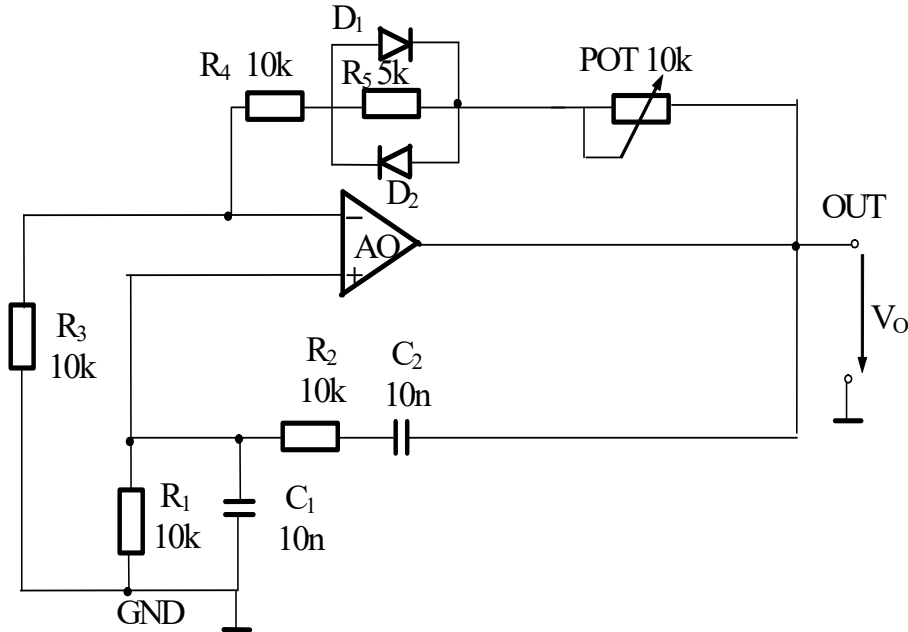 D1
R4 10k
R5 5k
POT 10k
D2
OUT
AO
VO
R3
10k
R2
10k
C2
10n
R1
10k
C1
10n
GND